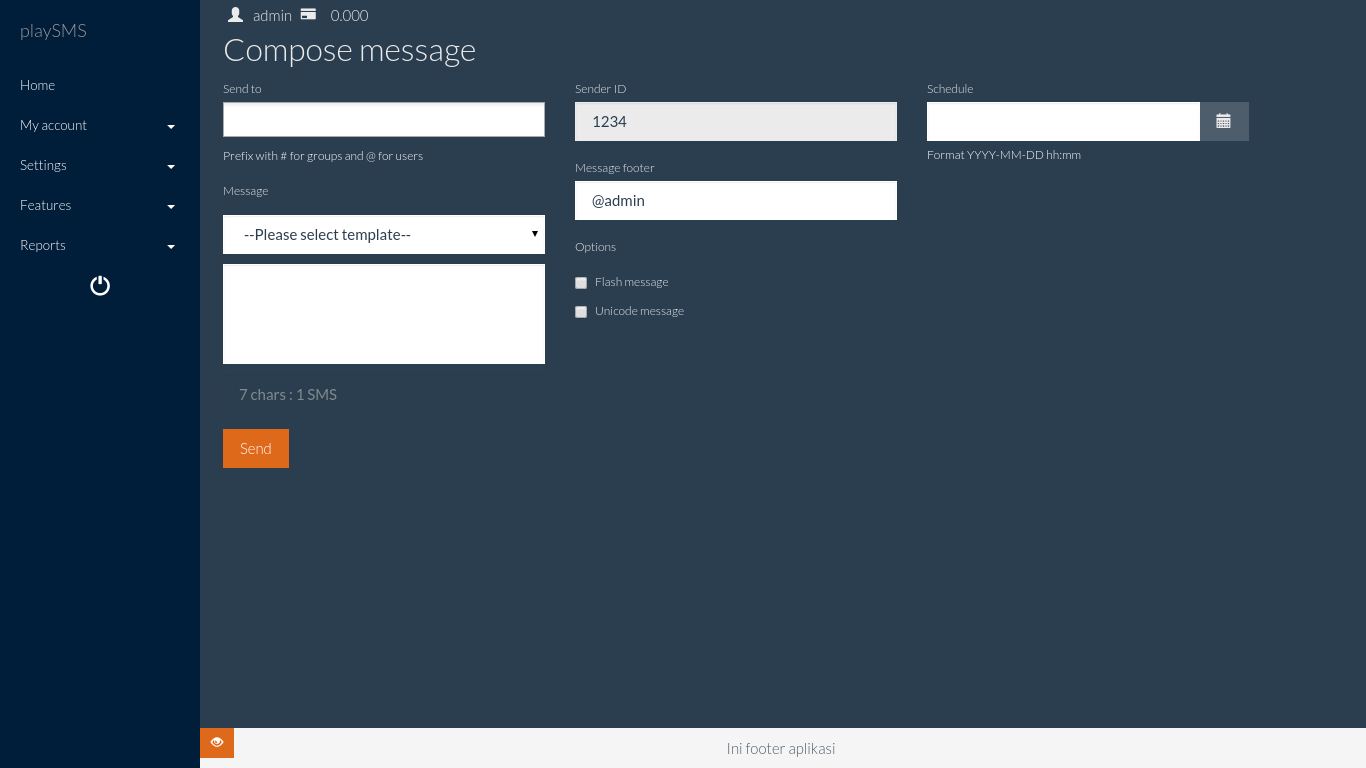 playSMS
Home
My account
Settings
Features
Reports
admin 0.000
Compose message
Send to
Prefix with # for groups and @ for users
Message
--Please select template--
7 chars : 1 SMS
Send
Sender ID
1234
Message footer
@admin
Options
Flash message
Unicode message
Schedule
Format YYYY-MM-DD hh:mm
Ini footer aplikasi